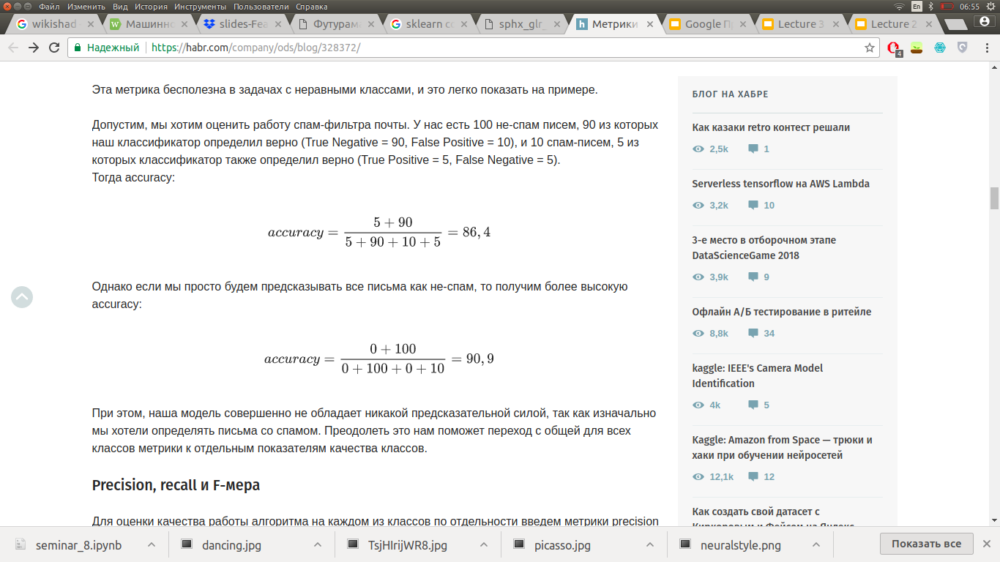 Файл Изменить Вид История Инструменты Пользователи Справка En 06:55
wikishad Машинно slides-Fea Футурам sklearn co sphx_glr_ Метрики Google П Lecture 3 Lecture 2
Надежный https://habr.com/company/ods/blog/328372/ 4
Эта метрика бесполезна в задачах с неравными классами, и это легко показать на примере.
Допустим, мы хотим оценить работу спам-фильтра почты. У нас есть 100 не-спам писем, 90 из которых
наш классификатор определил верно (True Negative = 90, False Positive = 10), и 10 спам-писем, 5 из
которых классификатор также определил верно (True Positive = 5, False Negative = 5).
Тогда accuracy:
accuracy = 5 + 90 / 5 + 90 + 10 + 5 = 86, 4
Однако если мы просто будем предсказывать все письма как не-спам, то получим более высокую
accuracy:
accuracy = 0 + 100 / 0 + 100 + 0 + 10 = 90, 9
При этом, наша модель совершенно не обладает никакой предсказательной силой, так как изначально
мы хотели определять письма со спамом. Преодолеть это нам поможет переход с общей для всех
классов метрики к отдельным показателям качества классов.
Precision, recall и F-мера
Для оценки качества работы алгоритма на каждом из классов по отдельности введем метрики precision
БЛОГ НА ХАБРЕ
Как казаки retro контест решали
2,5k 1
Serverless tensorflow на AWS Lambda
3,2k 10
3-е место в отборочном этапе
DataScienceGame 2018
3,9k 9
Офлайн А/Б тестирование в ритейле
8,8k 34
kaggle: IEEE's Camera Model
Identification
4k 5
Kaggle: Amazon from Space — трюки и
хаки при обучении нейросетей
12,1k 12
Как создать свой датасет с
Киркоровым и Фейсом на Яндекс
seminar_8.ipynb dancing.jpg TsjHIrijWR8.jpg picasso.jpg neuralstyle.png Показать все